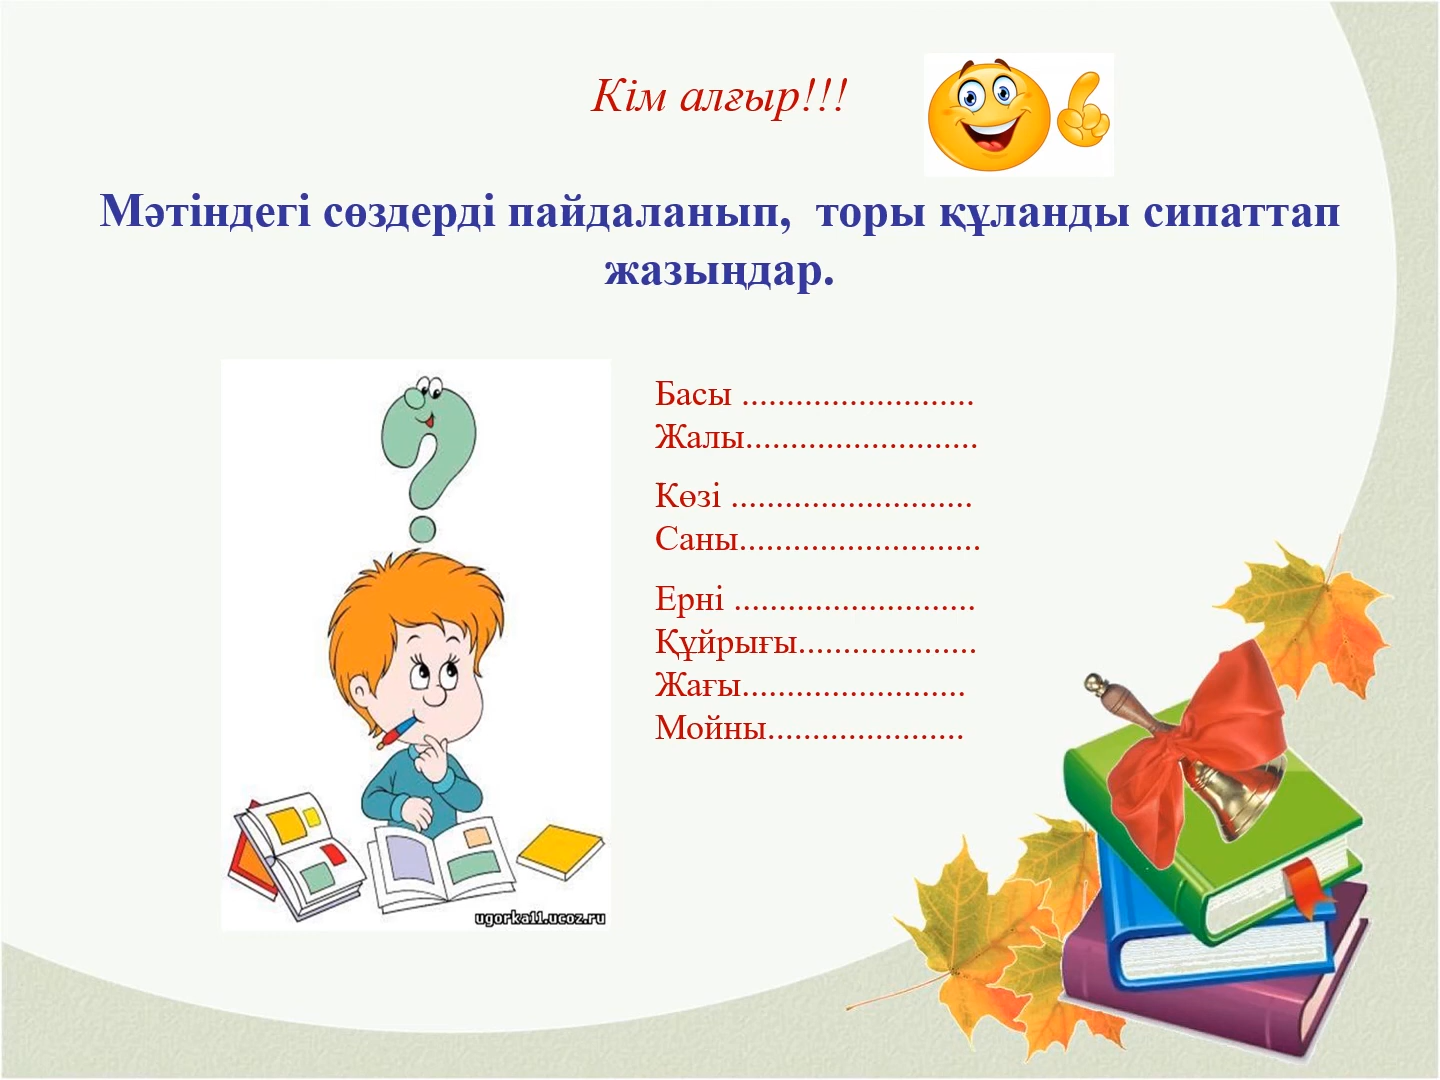 Кім алғыр!!!
Мәтіндегі сөздерді пайдаланып,  торы құланды сипаттап
жазыңдар.
Басы ..........................
Жалы..........................
Көзі ...........................
Саны...........................
Ерні ...........................
Құйрығы....................
Жағы.........................
Мойны......................
ugorka11.ucoz.ru